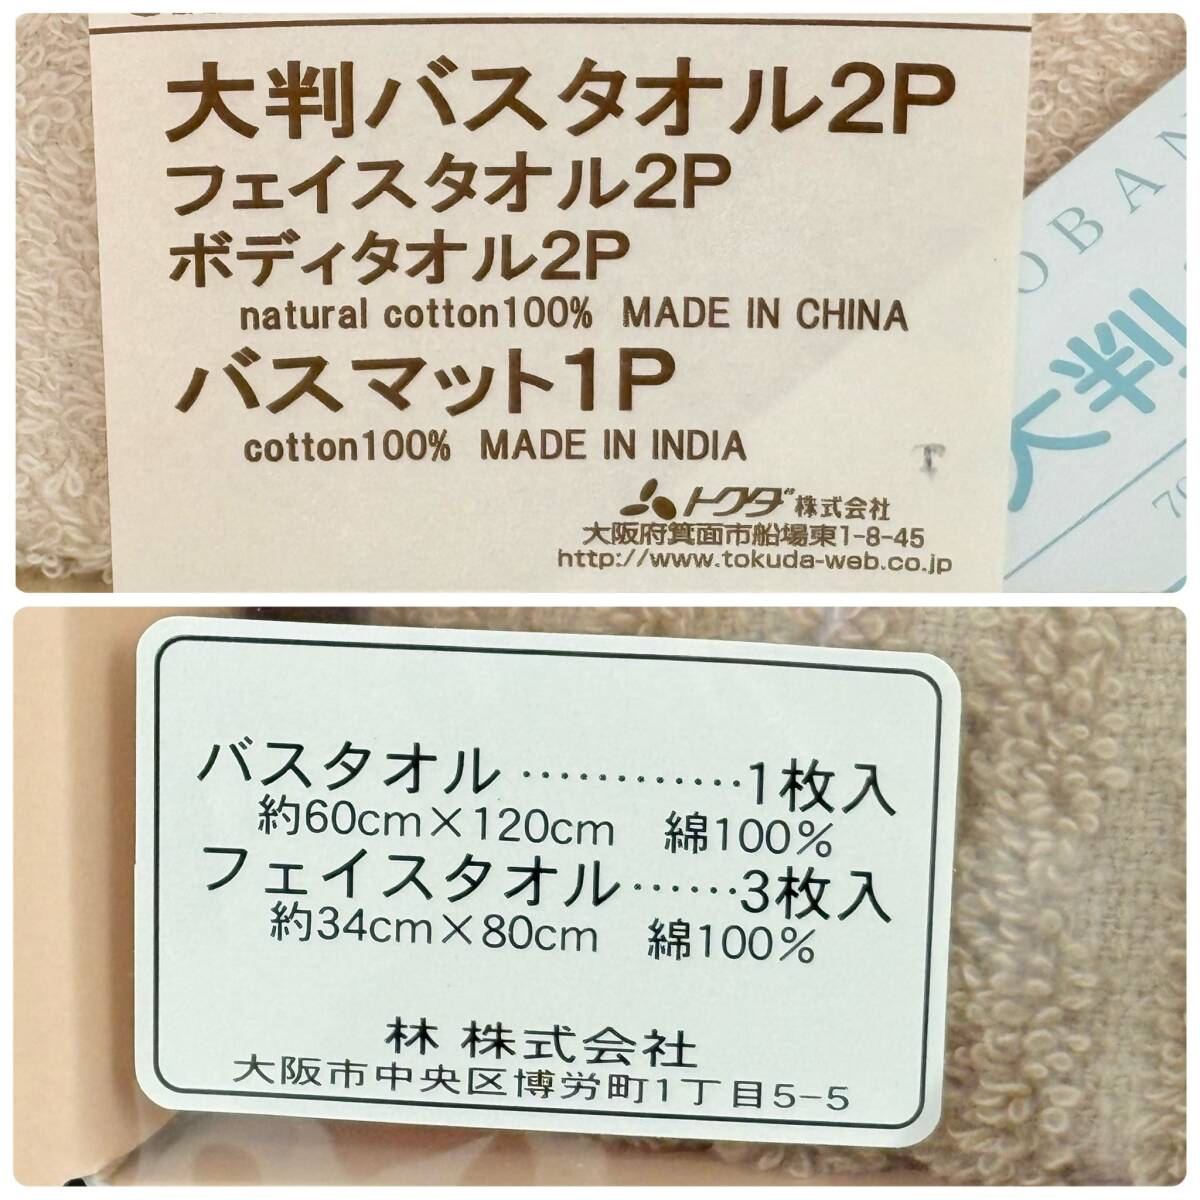 大判バスタオル2P
フェイスタオル2P
ボディタオル2P
natural cotton100% MADE IN CHINA
バスマット1P
cotton100% MADE IN INDIA
T
トクダ株式会社
大阪府箕面市船場東1-8-45
http://www.tokuda-web.co.jp
OBAN
大判
バスタオル…………1枚入
約60cm×120cm 綿100%
フェイスタオル……3枚入
約34cm×80cm 綿100%
林 株式会社
大阪市中央区博労町1丁目5-5